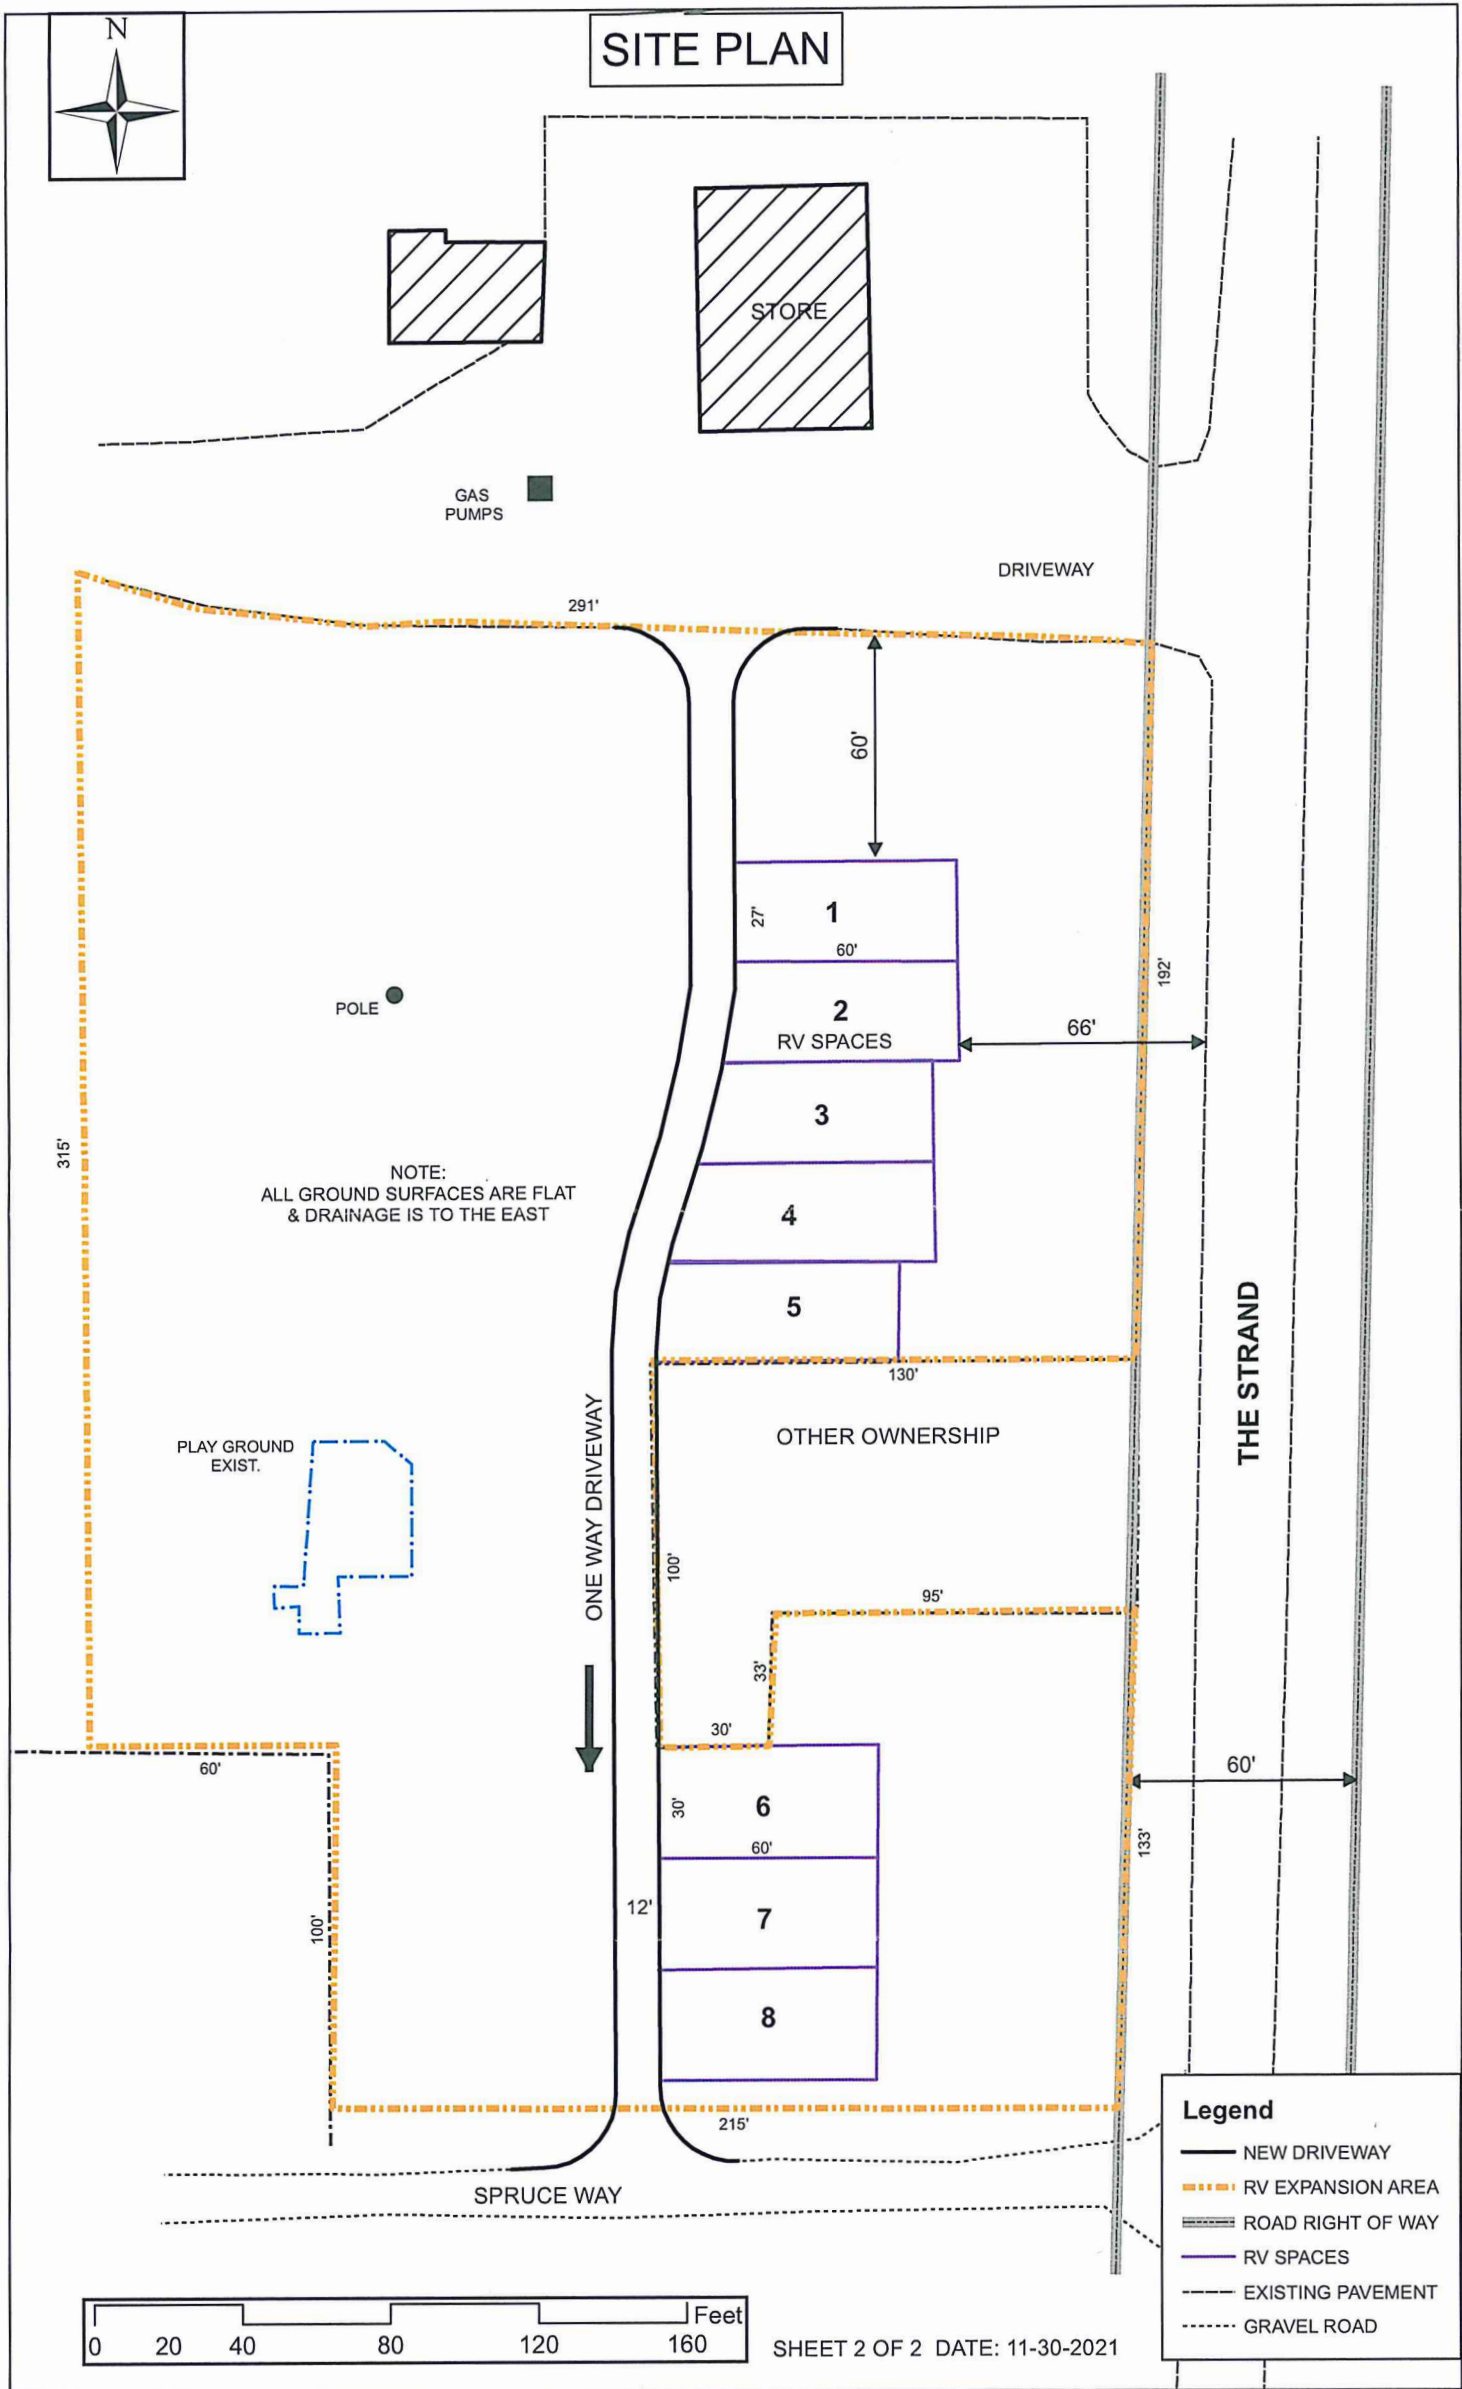 N
SITE PLAN
STORE
GAS
PUMPS
DRIVEWAY
291'
60'
1
27'
60'
192'
POLE
2
RV SPACES
66'
3
315'
NOTE:
ALL GROUND SURFACES ARE FLAT
& DRAINAGE IS TO THE EAST
4
5
130'
THE STRAND
OTHER OWNERSHIP
PLAY GROUND
EXIST.
ONE WAY DRIVEWAY
100'
95'
33'
30'
60'
60'
6
30'
60'
133'
100'
12'
7
8
215'
SPRUCE WAY
Legend
NEW DRIVEWAY
RV EXPANSION AREA
ROAD RIGHT OF WAY
RV SPACES
EXISTING PAVEMENT
GRAVEL ROAD
Feet
0 20 40 80 120 160
SHEET 2 OF 2 DATE: 11-30-2021